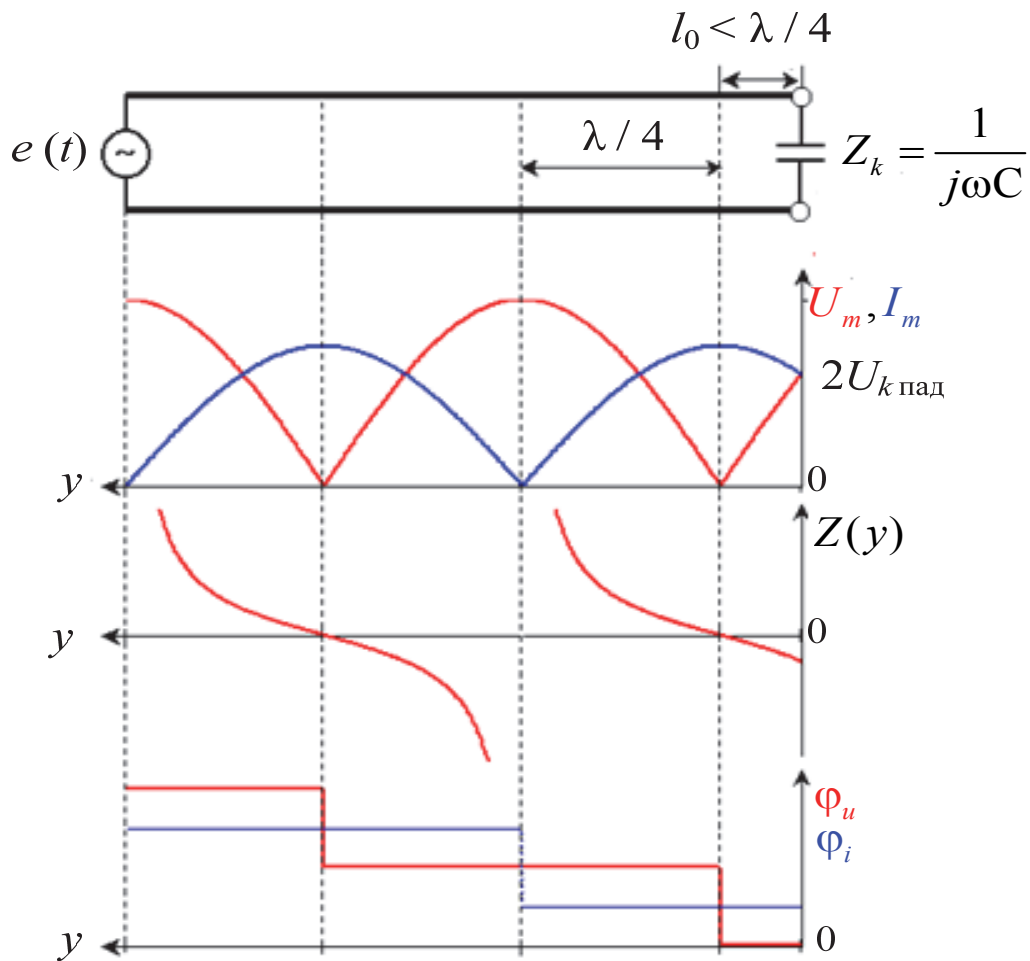 l₀ < λ / 4
e (t)
~
λ / 4
Zₖ = 1 / jωC
Uₘ, Iₘ
2Uₖ пад
y
0
Z(y)
y
0
φᵤ
φᵢ
y
0